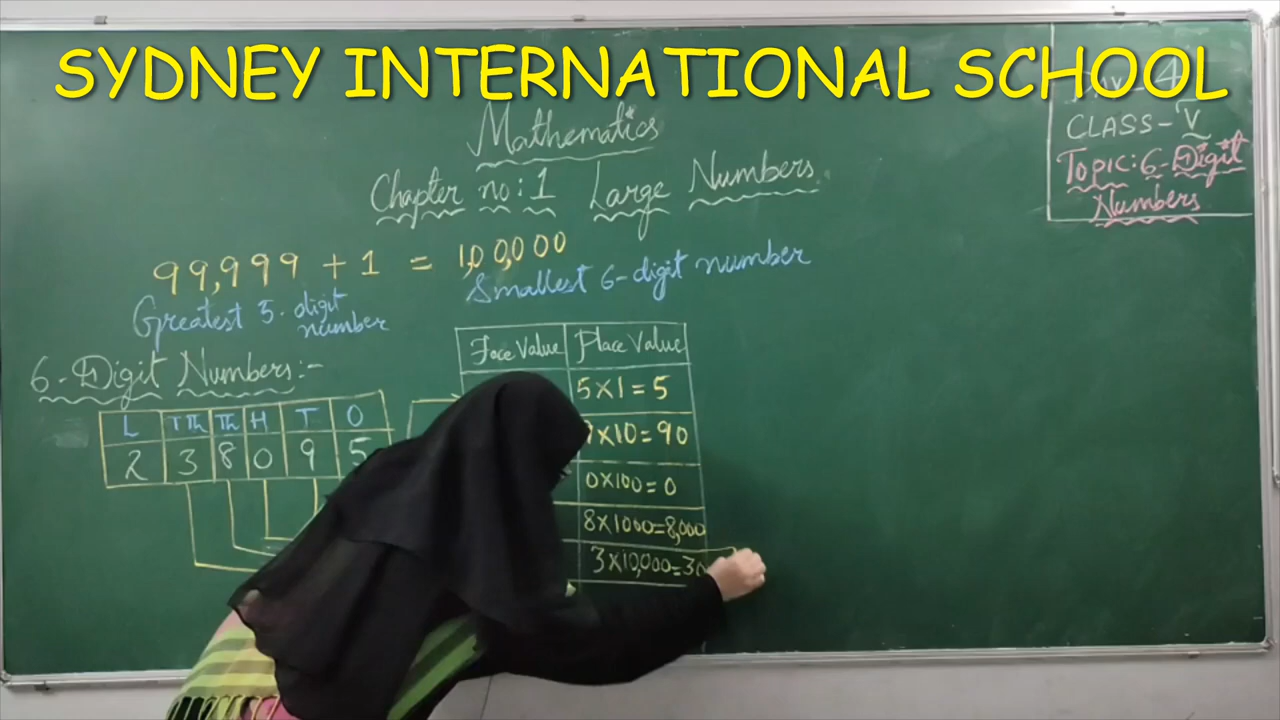 SYDNEY INTERNATIONAL SCHOOL
Div-4
CLASS-V
Topic: 6-Digit
Numbers
Mathematics
Chapter no:1 Large Numbers
99,999 + 1 = 1,00,000
Greatest 5-digit number
Smallest 6-digit number
6-Digit Numbers:-
L TTh Th H T O
2 3 8 0 9 5
Face Value Place Value
5×1=5
9×10=90
0×100=0
8×1000=8,000
3×10,000=30